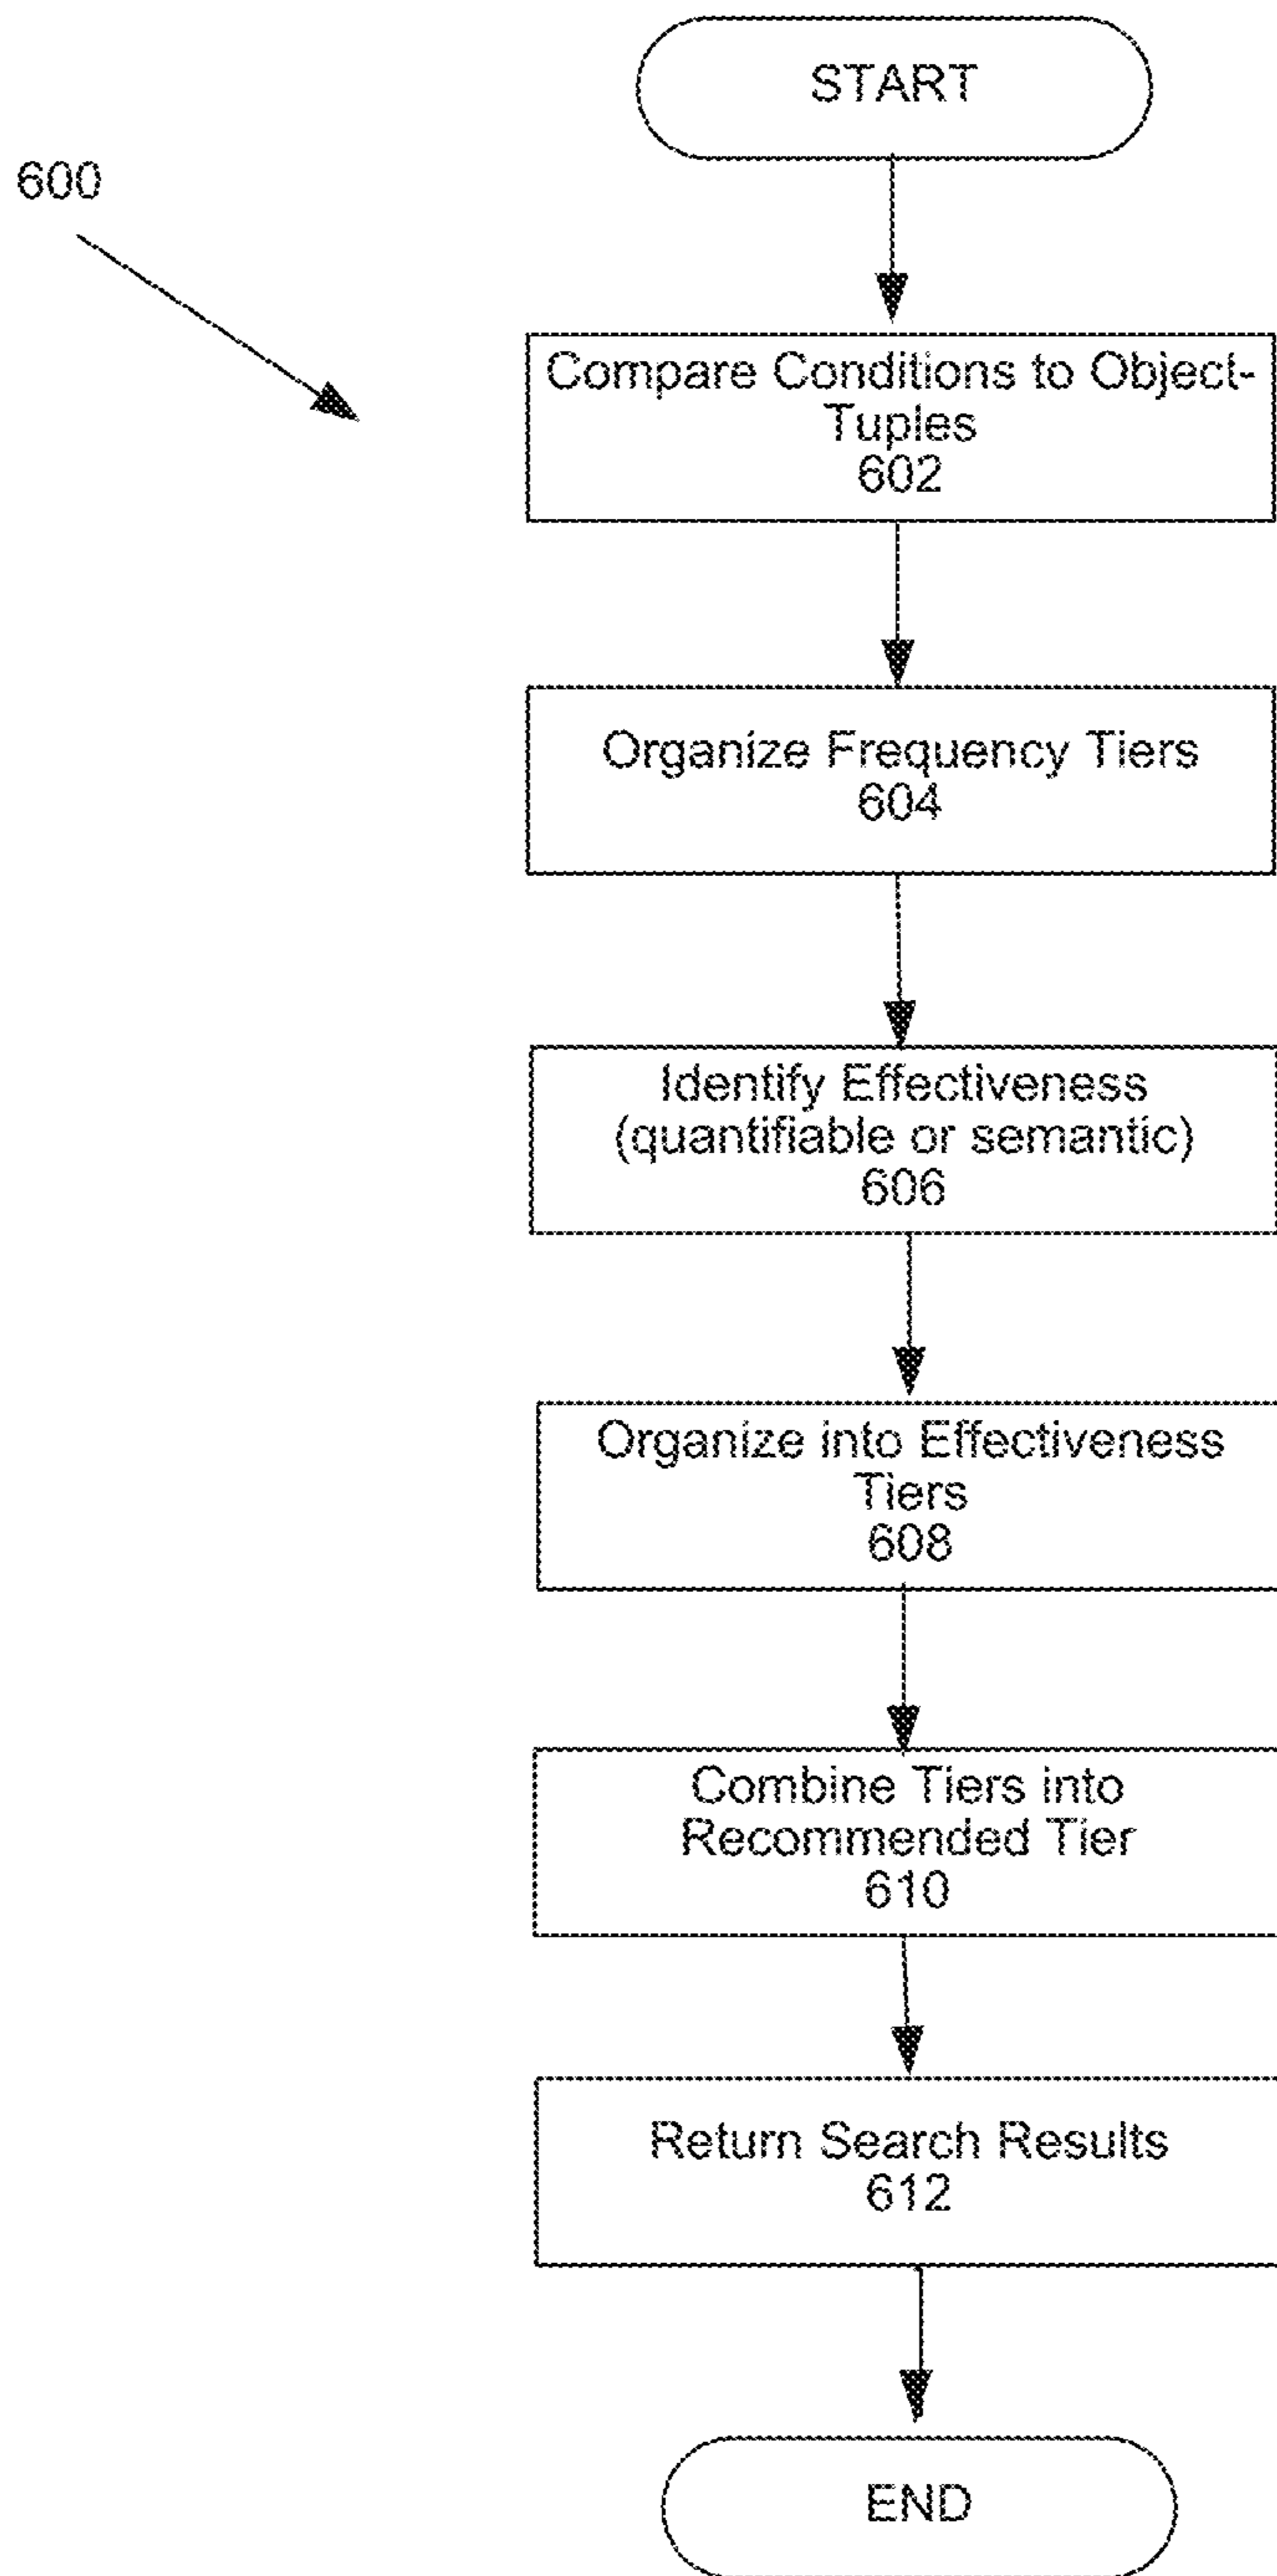 START
600
Compare Conditions to Object-
Tuples
602
Organize Frequency Tiers
604
Identify Effectiveness
(quantifiable or semantic)
606
Organize into Effectiveness
Tiers
608
Combine Tiers into
Recommended Tier
610
Return Search Results
612
END